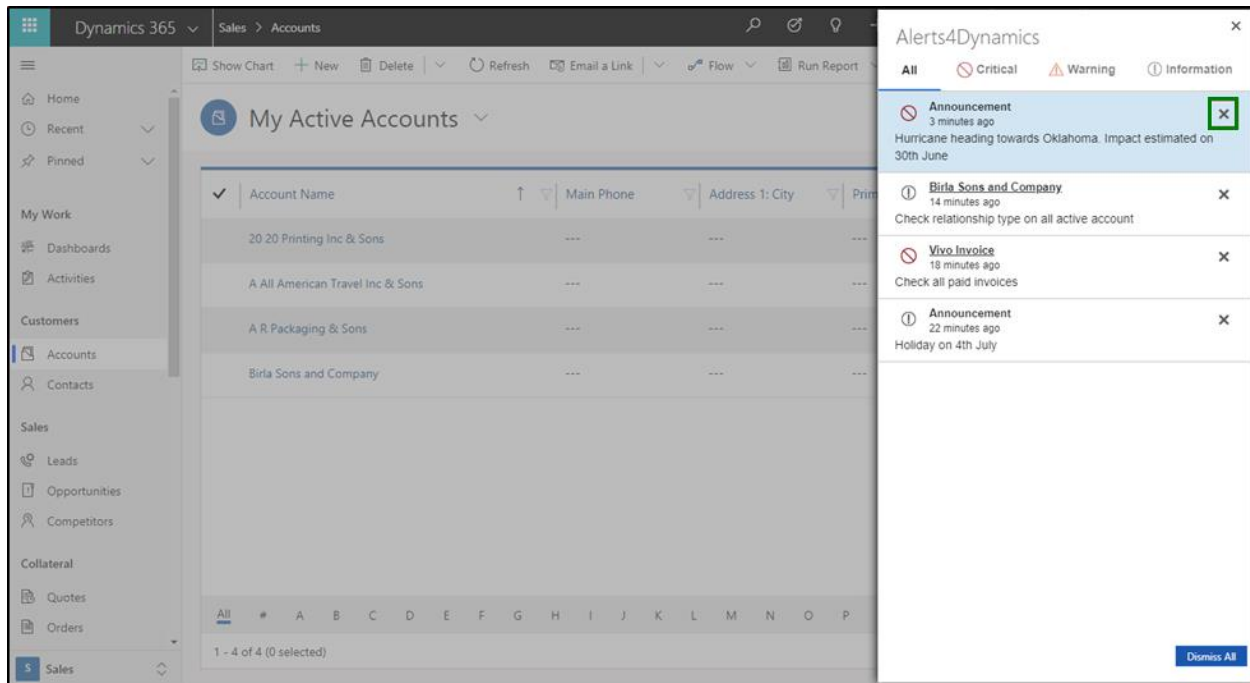 Dynamics 365
Sales > Accounts
Show Chart
New
Delete
Refresh
Email a Link
Flow
Run Report
Home
Recent
Pinned
My Work
Dashboards
Activities
Customers
Accounts
Contacts
Sales
Leads
Opportunities
Competitors
Collateral
Quotes
Orders
S Sales
My Active Accounts
Account Name Main Phone Address 1: City Prim
20 20 Printing Inc & Sons --- --- ---
A All American Travel Inc & Sons --- --- ---
A R Packaging & Sons --- --- ---
Birla Sons and Company --- --- ---
All # A B C D E F G H I J K L M N O P
1 - 4 of 4 (0 selected)
Alerts4Dynamics
All Critical Warning Information
Announcement
3 minutes ago
Hurricane heading towards Oklahoma. Impact estimated on
30th June
Birla Sons and Company
14 minutes ago
Check relationship type on all active account
Vivo Invoice
18 minutes ago
Check all paid invoices
Announcement
22 minutes ago
Holiday on 4th July
Dismiss All